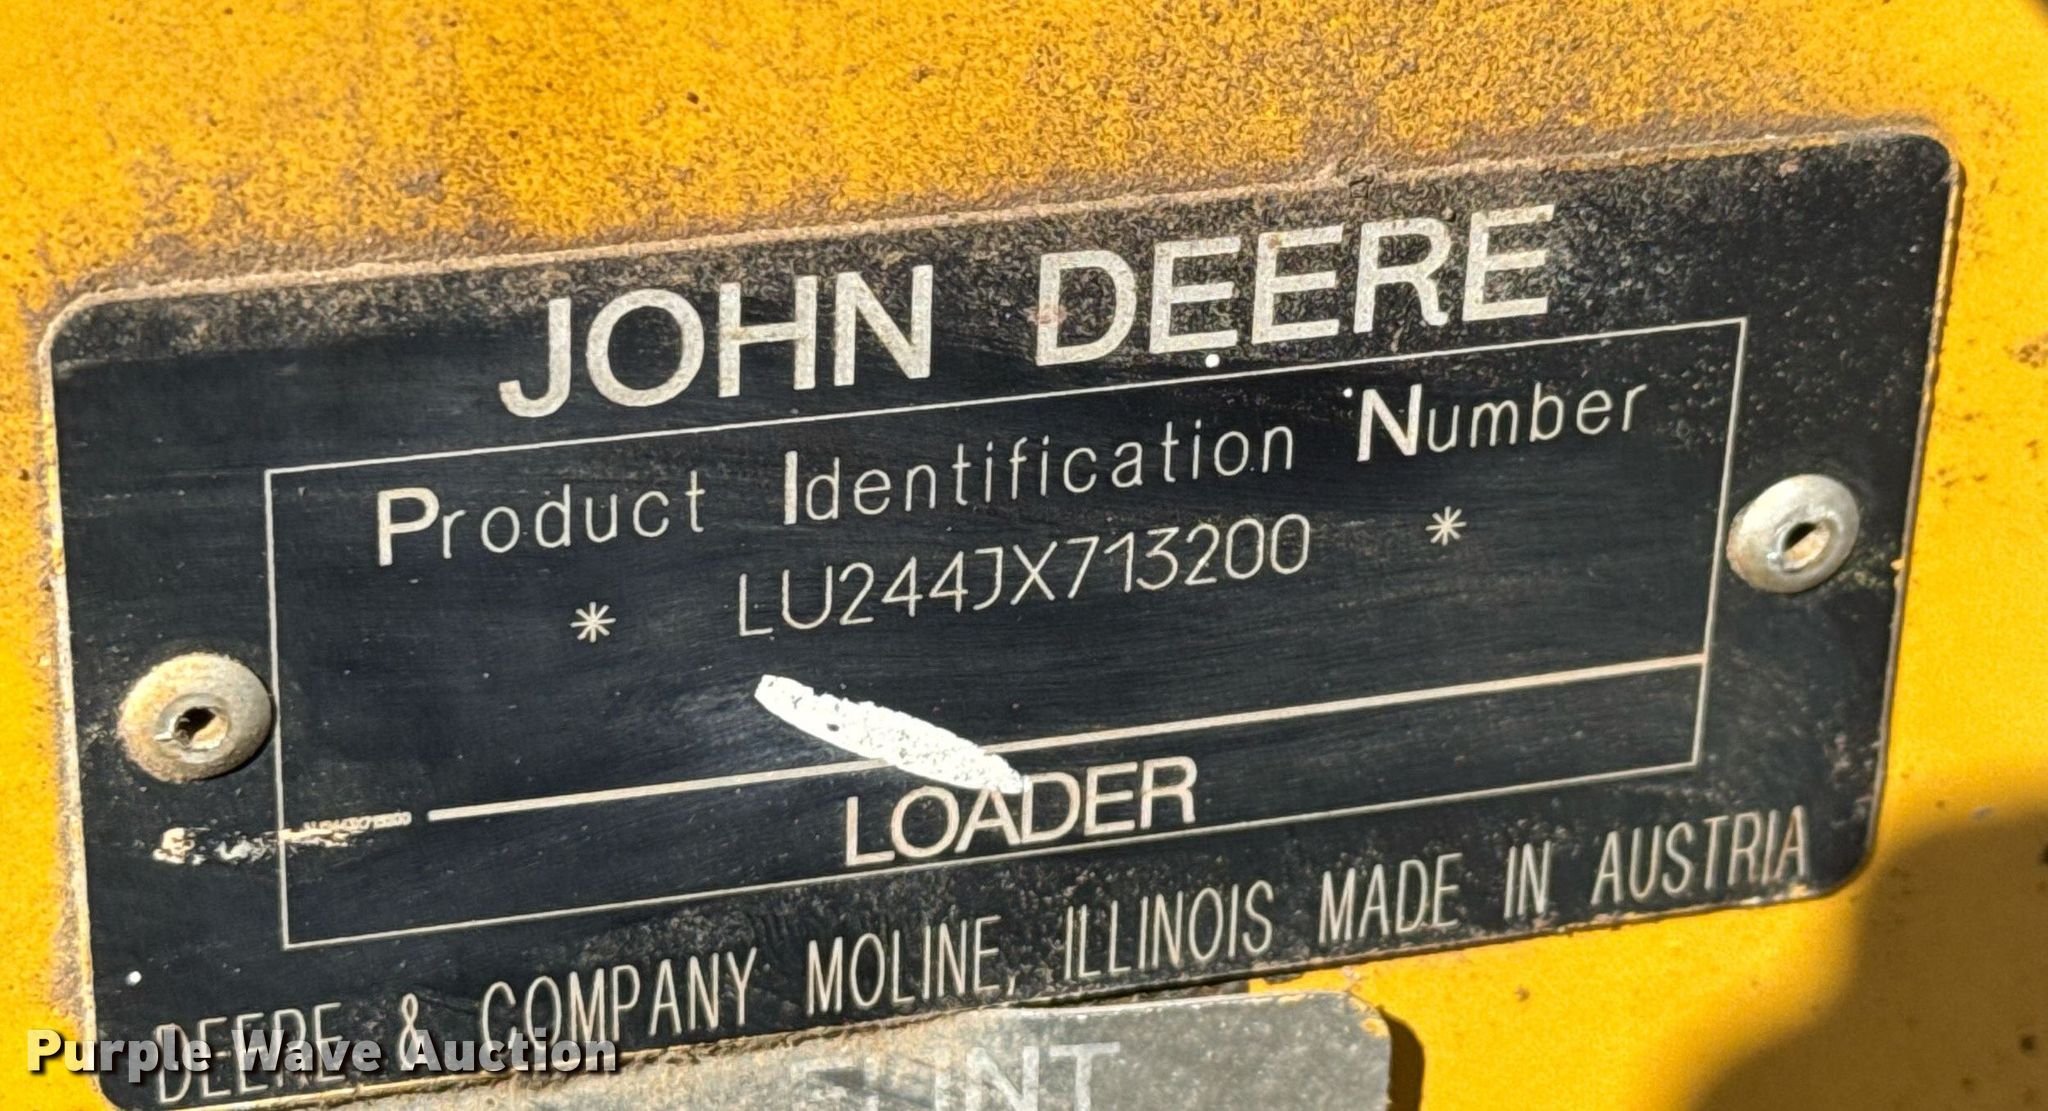 JOHN DEERE
Product Identification Number
* LU244JX713200 *
LOADER
DEERE & COMPANY MOLINE, ILLINOIS MADE IN AUSTRIA
Purple Wave Auction